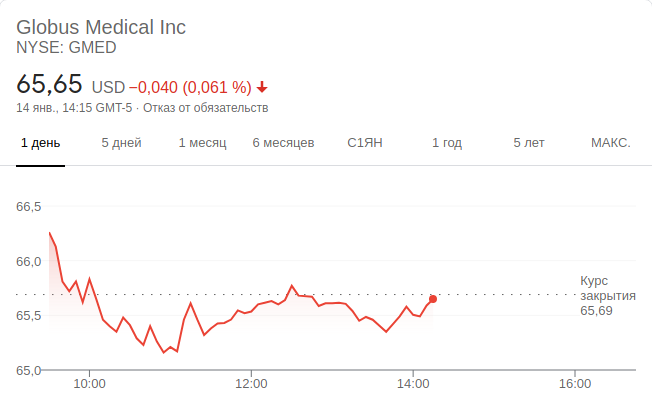 Globus Medical Inc
NYSE: GMED
65,65 USD −0,040 (0,061 %)
14 янв., 14:15 GMT-5 · Отказ от обязательств
1 день 5 дней 1 месяц 6 месяцев С1ЯН 1 год 5 лет МАКС.
66,5
66,0
Курс
закрытия
65,69
65,5
65,0
10:00 12:00 14:00 16:00